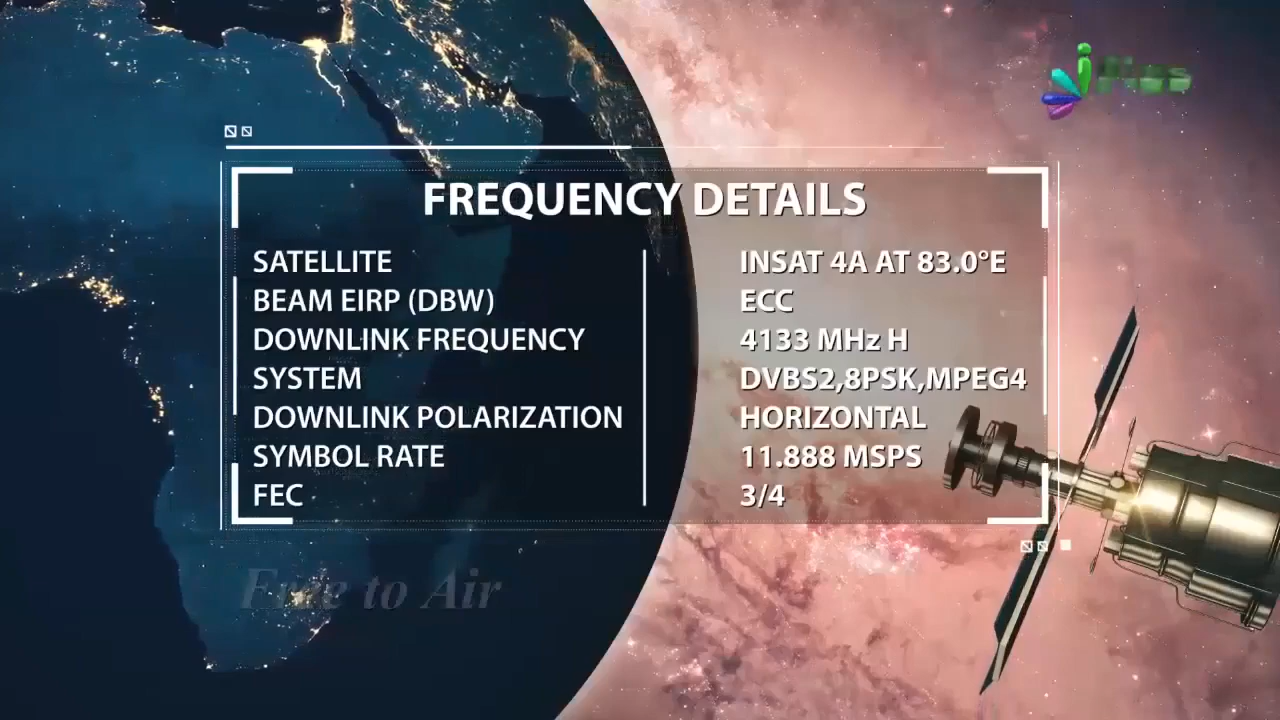 FREQUENCY DETAILS
SATELLITE INSAT 4A AT 83.0°E
BEAM EIRP (DBW) ECC
DOWNLINK FREQUENCY 4133 MHz H
SYSTEM DVBS2,8PSK,MPEG4
DOWNLINK POLARIZATION HORIZONTAL
SYMBOL RATE 11.888 MSPS
FEC 3/4
Free to Air